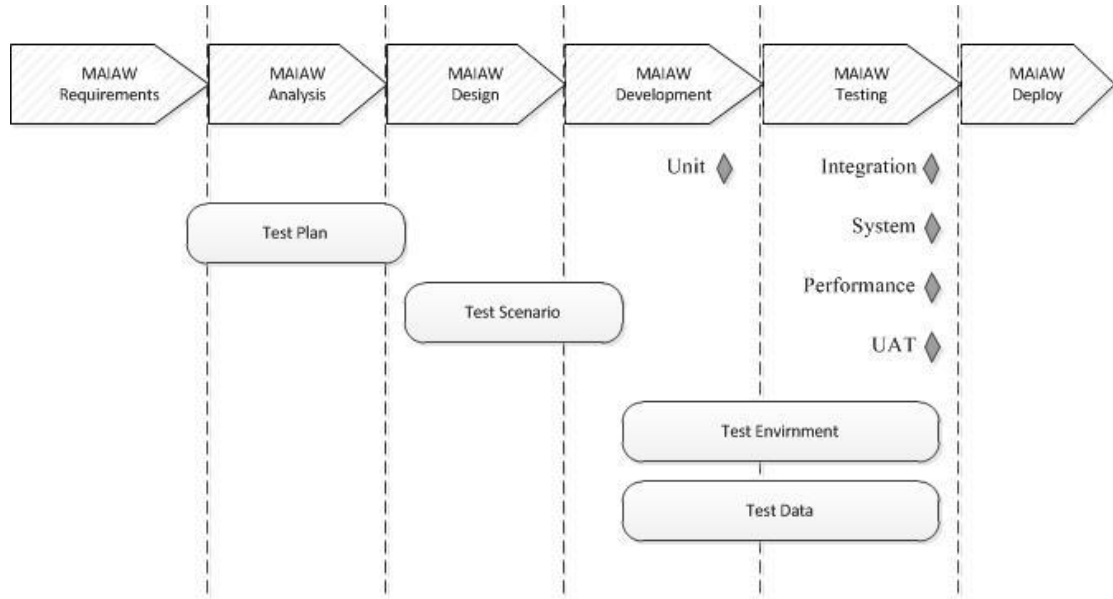 MAIAW
Requirements
MAIAW
Analysis
MAIAW
Design
MAIAW
Development
MAIAW
Testing
MAIAW
Deploy
Unit
Integration
Test Plan
System
Performance
Test Scenario
UAT
Test Envirnment
Test Data